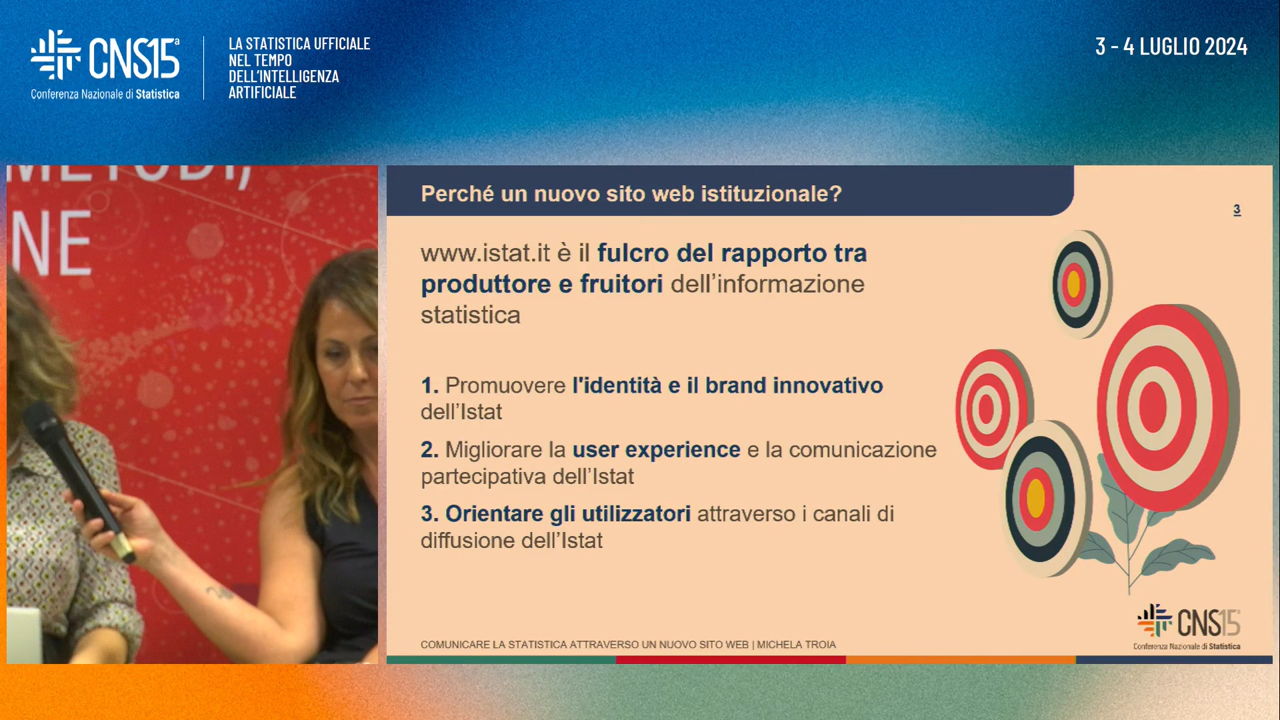 CNS15ª
Conferenza Nazionale di Statistica
LA STATISTICA UFFICIALE
NEL TEMPO
DELL'INTELLIGENZA
ARTIFICIALE
3 - 4 LUGLIO 2024
METODI,
NE
Perché un nuovo sito web istituzionale?
3
www.istat.it è il fulcro del rapporto tra
produttore e fruitori dell'informazione
statistica
1. Promuovere l'identità e il brand innovativo
dell'Istat
2. Migliorare la user experience e la comunicazione
partecipativa dell'Istat
3. Orientare gli utilizzatori attraverso i canali di
diffusione dell'Istat
COMUNICARE LA STATISTICA ATTRAVERSO UN NUOVO SITO WEB | MICHELA TROIA
CNS15ª
Conferenza Nazionale di Statistica